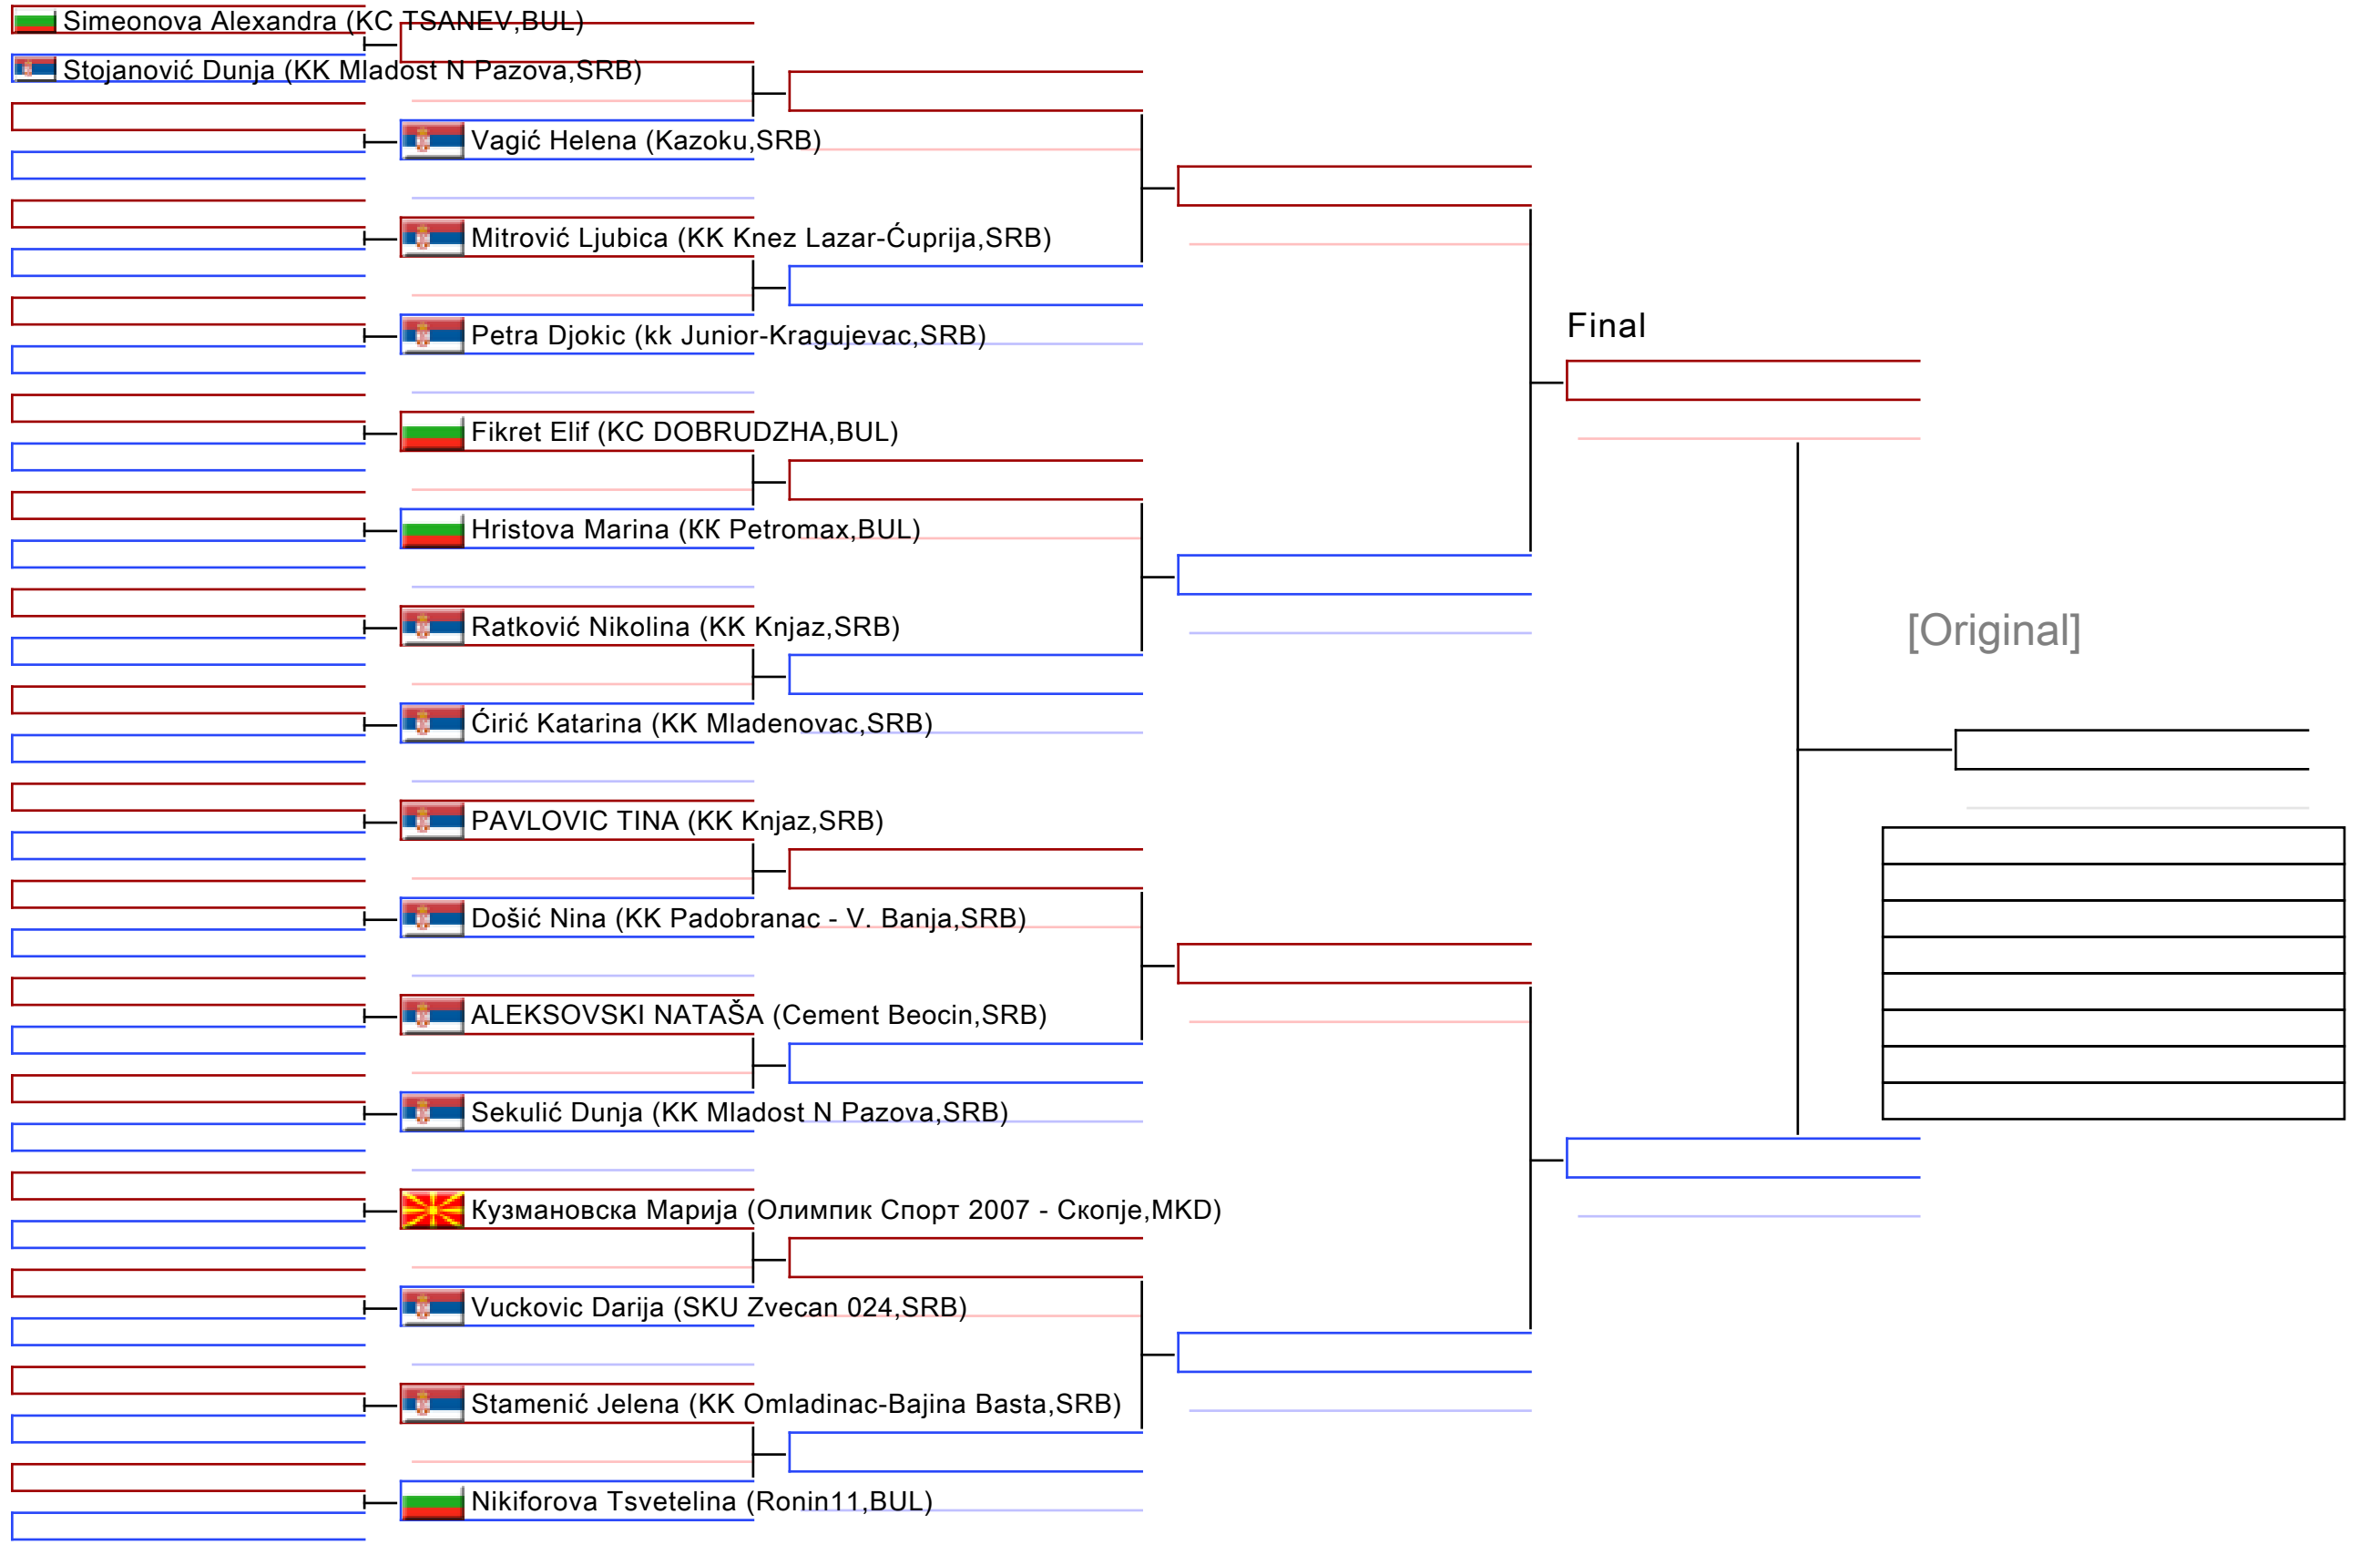 Simeonova Alexandra (KC TSANEV,BUL)
Stojanović Dunja (KK Mladost N Pazova,SRB)
Vagić Helena (Kazoku,SRB)
Mitrović Ljubica (KK Knez Lazar-Ćuprija,SRB)
Petra Djokic (kk Junior-Kragujevac,SRB)
Final
Fikret Elif (KC DOBRUDZHA,BUL)
Hristova Marina (КК Petromax,BUL)
Ratković Nikolina (KK Knjaz,SRB)
[Original]
Ćirić Katarina (KK Mladenovac,SRB)
PAVLOVIC TINA (KK Knjaz,SRB)
Došić Nina (KK Padobranac - V. Banja,SRB)
ALEKSOVSKI NATAŠA (Cement Beocin,SRB)
Sekulić Dunja (KK Mladost N Pazova,SRB)
Кузмановска Марија (Олимпик Спорт 2007 - Скопје,MKD)
Vuckovic Darija (SKU Zvecan 024,SRB)
Stamenić Jelena (KK Omladinac-Bajina Basta,SRB)
Nikiforova Tsvetelina (Ronin11,BUL)